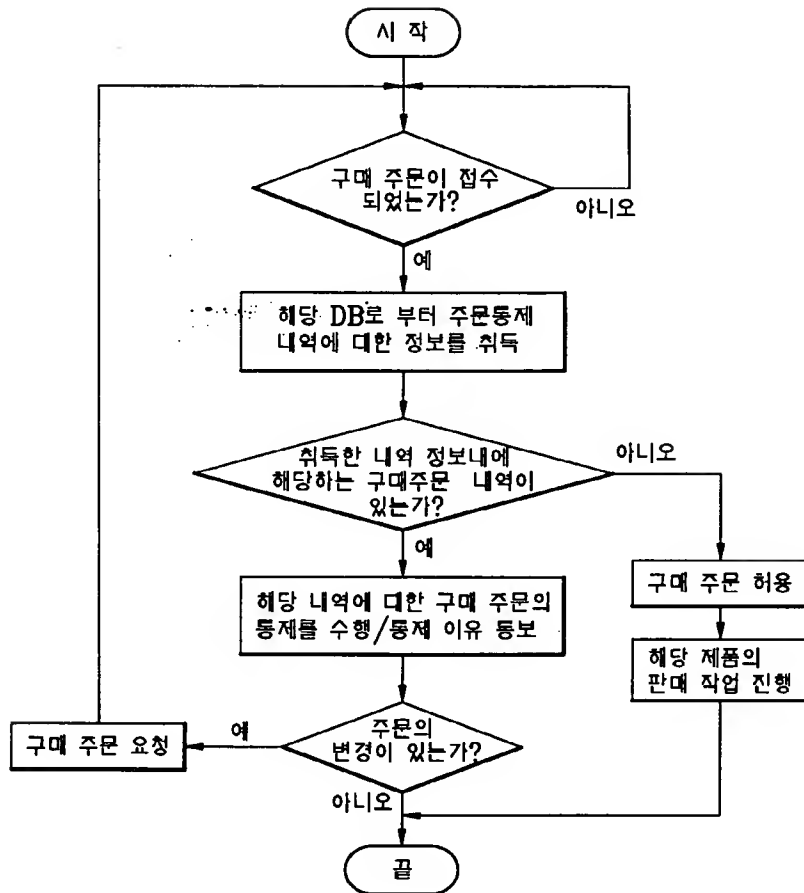 시 작
구매 주문이 접수
되었는가?
아니오
예
해당 DB로 부터 주문통제
내역에 대한 정보를 취득
취득한 내역 정보내에
해당하는 구매주문 내역이
있는가?
아니오
예
구매 주문 허용
해당 내역에 대한 구매 주문의
통제를 수행/통제 이유 통보
해당 제품의
판매 작업 진행
주문의
변경이 있는가?
예
구매 주문 요청
아니오
끝